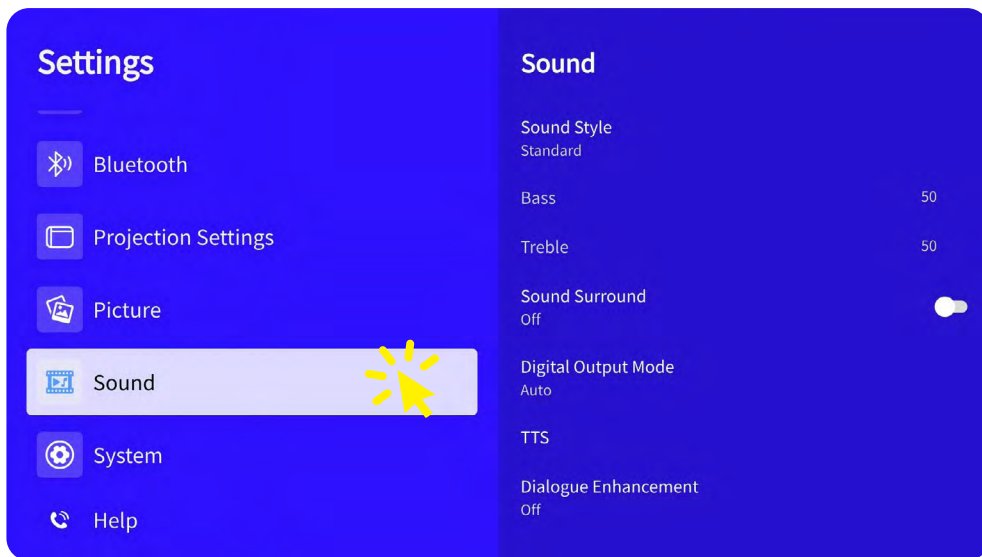 Settings
Bluetooth
Projection Settings
Picture
Sound
System
Help
Sound
Sound Style
Standard
Bass 50
Treble 50
Sound Surround
Off
Digital Output Mode
Auto
TTS
Dialogue Enhancement
Off